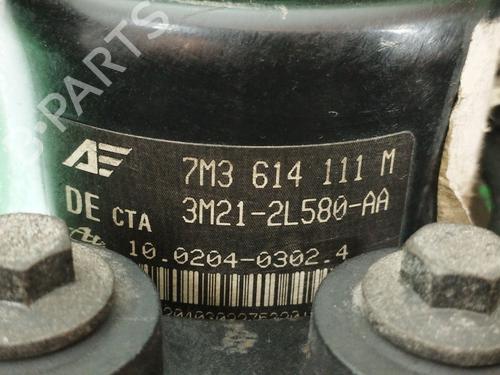 B-PARTS
AE 7M3 614 111 M
DE CTA 3M21-2L580-AA
10.0204-0302.4